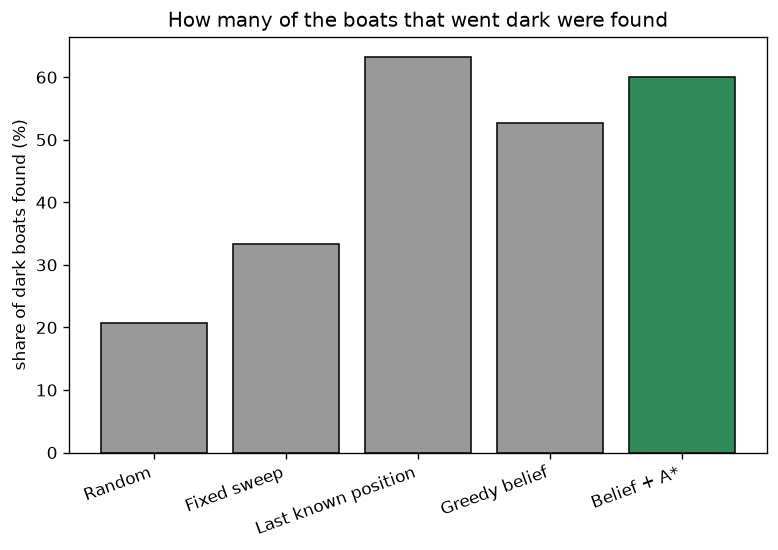 How many of the boats that went dark were found
share of dark boats found (%)
60
50
40
30
20
10
0
Random
Fixed sweep
Last known position
Greedy belief
Belief + A*